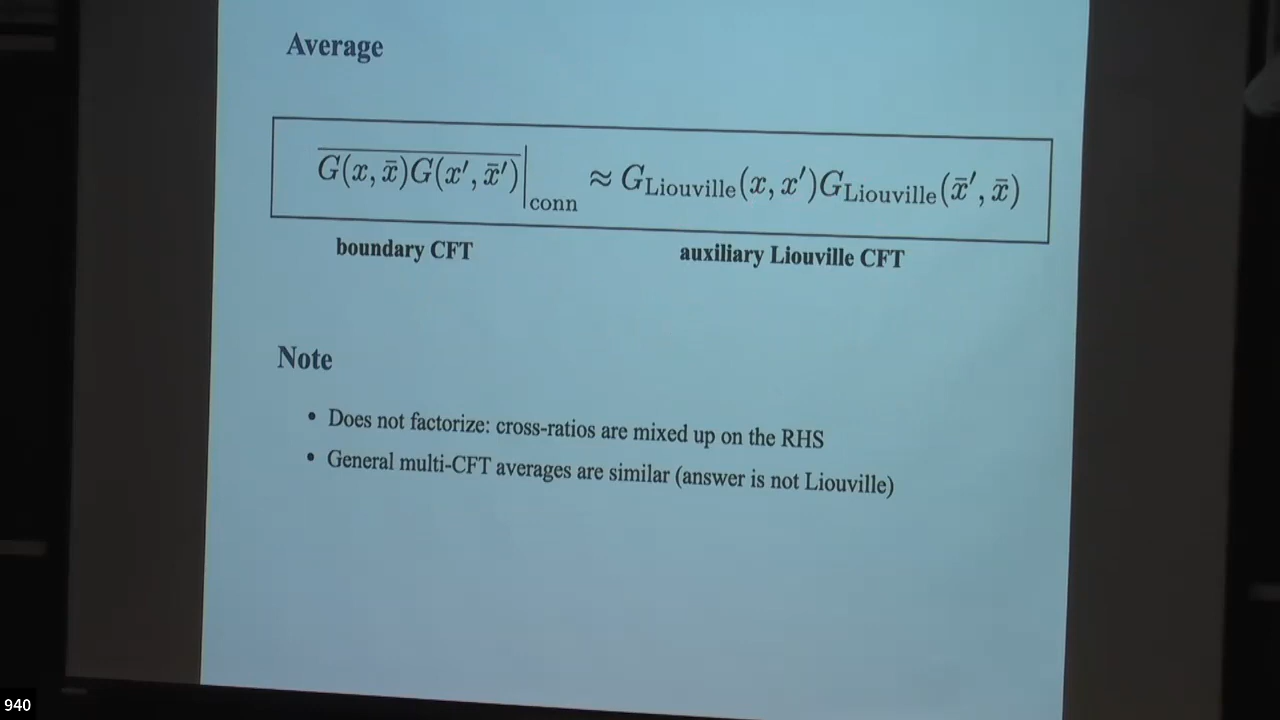 Average
$\overline{G(x,\bar{x})G(x',\bar{x}')}\Big|_{\text{conn}} \approx G_{\text{Liouville}}(x,x')G_{\text{Liouville}}(\bar{x}',\bar{x})$
boundary CFT auxiliary Liouville CFT
Note
• Does not factorize: cross-ratios are mixed up on the RHS
• General multi-CFT averages are similar (answer is not Liouville)
940